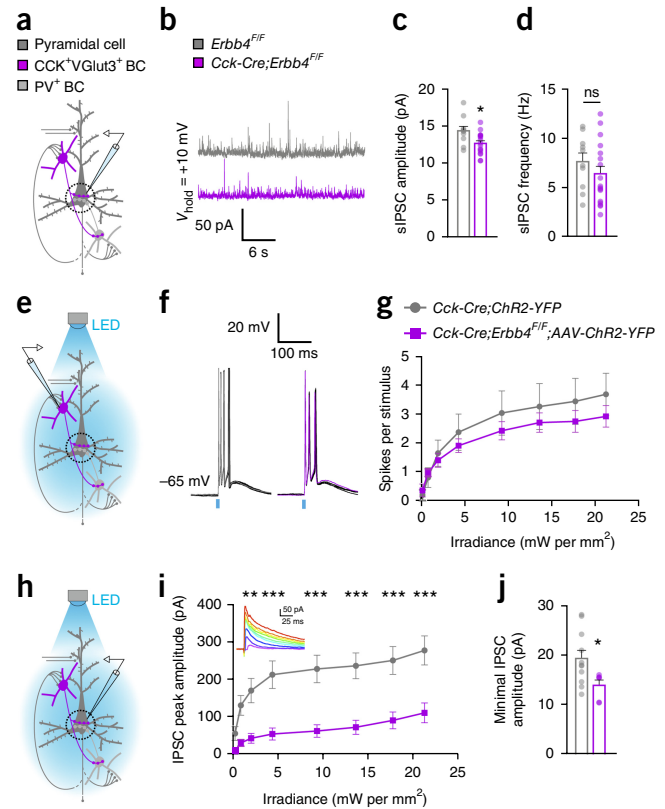 a
Pyramidal cell
CCK+VGlut3+ BC
PV+ BC
b
Erbb4F/F
Cck-Cre;Erbb4F/F
Vhold = +10 mV
50 pA
6 s
c
sIPSC amplitude (pA)
20
15
10
5
0
*
d
sIPSC frequency (Hz)
15
10
5
0
ns
e
LED
f
20 mV
100 ms
–65 mV
g
Cck-Cre;ChR2-YFP
Cck-Cre;Erbb4F/F;AAV-ChR2-YFP
Spikes per stimulus
5
4
3
2
1
0
0 5 10 15 20 25
Irradiance (mW per mm2)
h
LED
i
** *** *** *** *** ***
IPSC peak amplitude (pA)
400
300
200
100
0
50 pA
25 ms
0 5 10 15 20 25
Irradiance (mW per mm2)
j
Minimal IPSC
amplitude (pA)
30
20
10
0
*